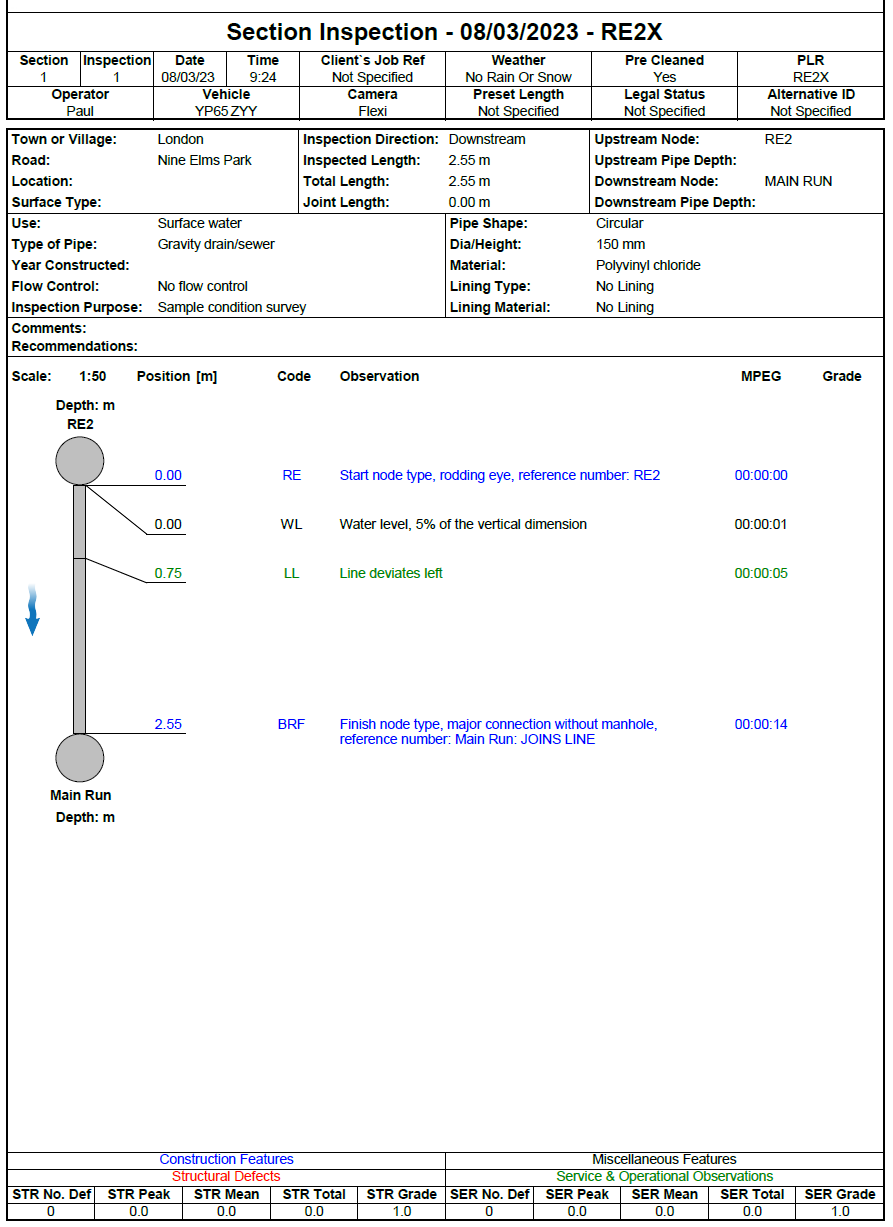 Section Inspection - 08/03/2023 - RE2X
Section Inspection Date Time Client`s Job Ref Weather Pre Cleaned PLR
1 1 08/03/23 9:24 Not Specified No Rain Or Snow Yes RE2X
Operator Vehicle Camera Preset Length Legal Status Alternative ID
Paul YP65 ZYY Flexi Not Specified Not Specified Not Specified
Town or Village: London Inspection Direction: Downstream Upstream Node: RE2
Road: Nine Elms Park Inspected Length: 2.55 m Upstream Pipe Depth:
Location: Total Length: 2.55 m Downstream Node: MAIN RUN
Surface Type: Joint Length: 0.00 m Downstream Pipe Depth:
Use: Surface water Pipe Shape: Circular
Type of Pipe: Gravity drain/sewer Dia/Height: 150 mm
Year Constructed: Material: Polyvinyl chloride
Flow Control: No flow control Lining Type: No Lining
Inspection Purpose: Sample condition survey Lining Material: No Lining
Comments:
Recommendations:
Scale: 1:50 Position [m] Code Observation MPEG Grade
Depth: m
RE2
0.00 RE Start node type, rodding eye, reference number: RE2 00:00:00
0.00 WL Water level, 5% of the vertical dimension 00:00:01
0.75 LL Line deviates left 00:00:05
2.55 BRF Finish node type, major connection without manhole, 00:00:14
reference number: Main Run: JOINS LINE
Main Run
Depth: m
Construction Features Miscellaneous Features
Structural Defects Service & Operational Observations
STR No. Def STR Peak STR Mean STR Total STR Grade SER No. Def SER Peak SER Mean SER Total SER Grade
0 0.0 0.0 0.0 1.0 0 0.0 0.0 0.0 1.0